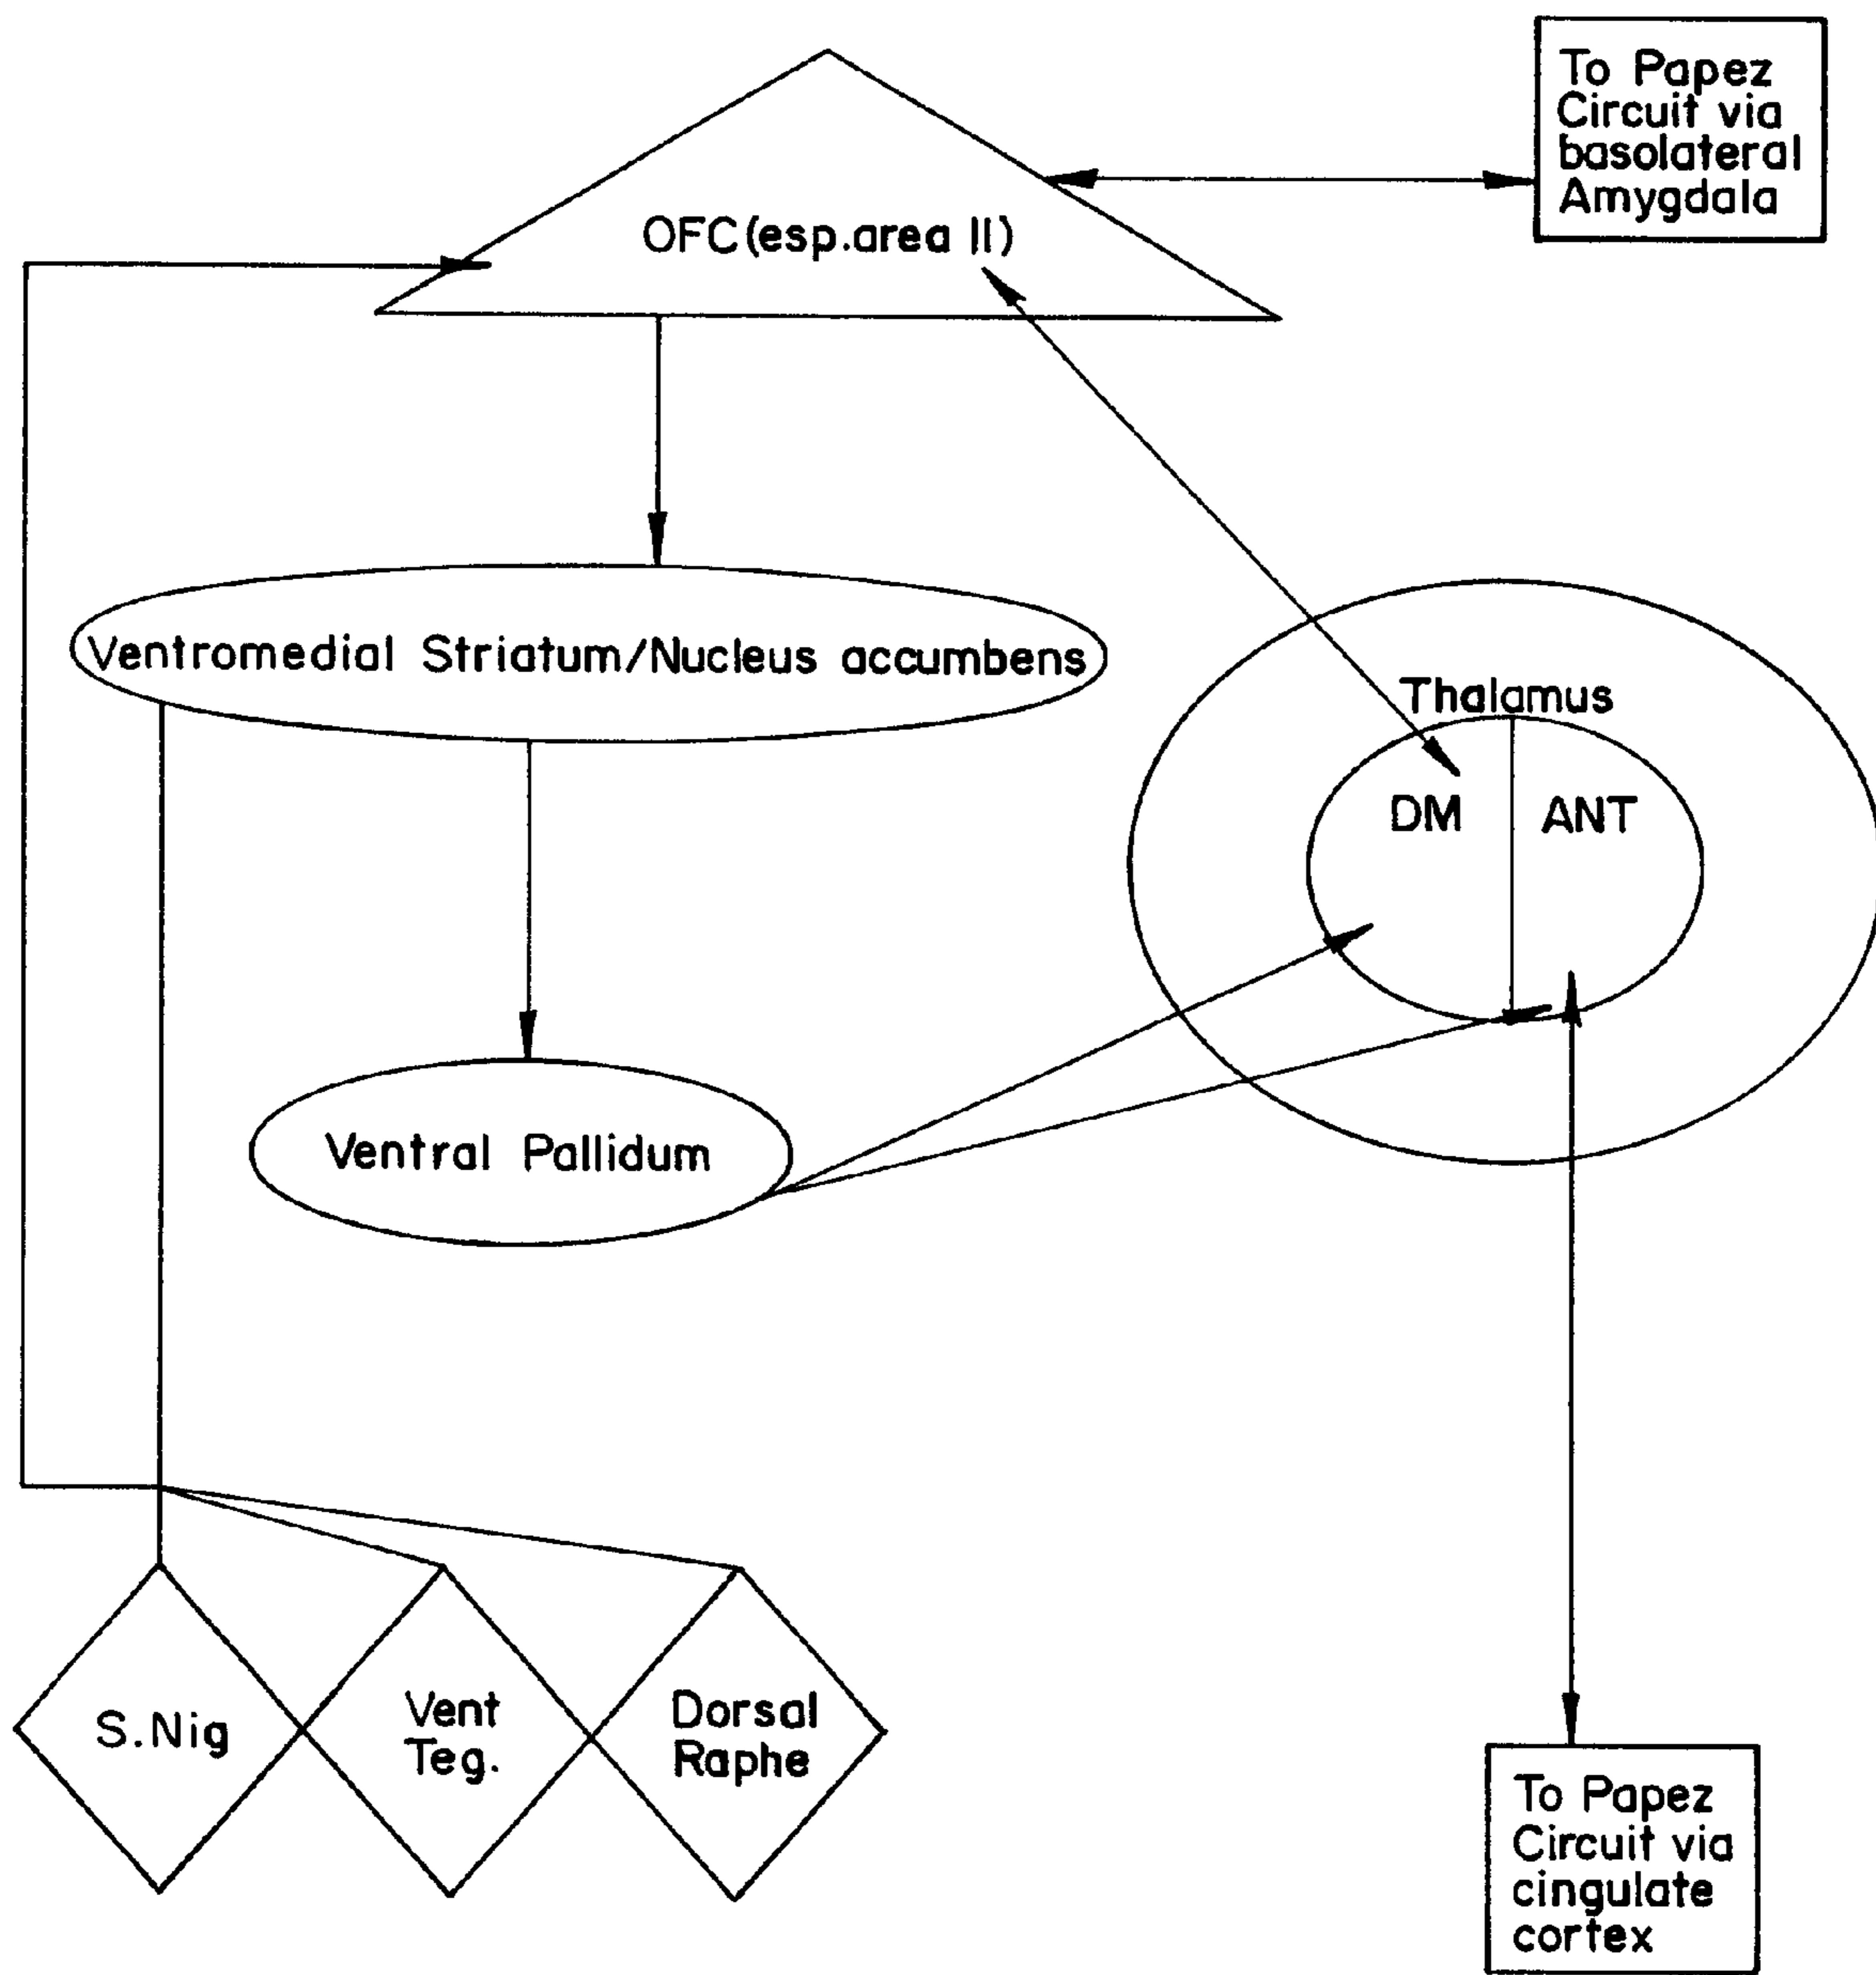 To Papez
Circuit via
basolateral
Amygdala
OFC(esp.area II)
Ventromedial Striatum/Nucleus accumbens
Thalamus
DM
ANT
Ventral Pallidum
S.Nig
Vent
Teg.
Dorsal
Raphe
To Papez
Circuit via
cingulate
cortex